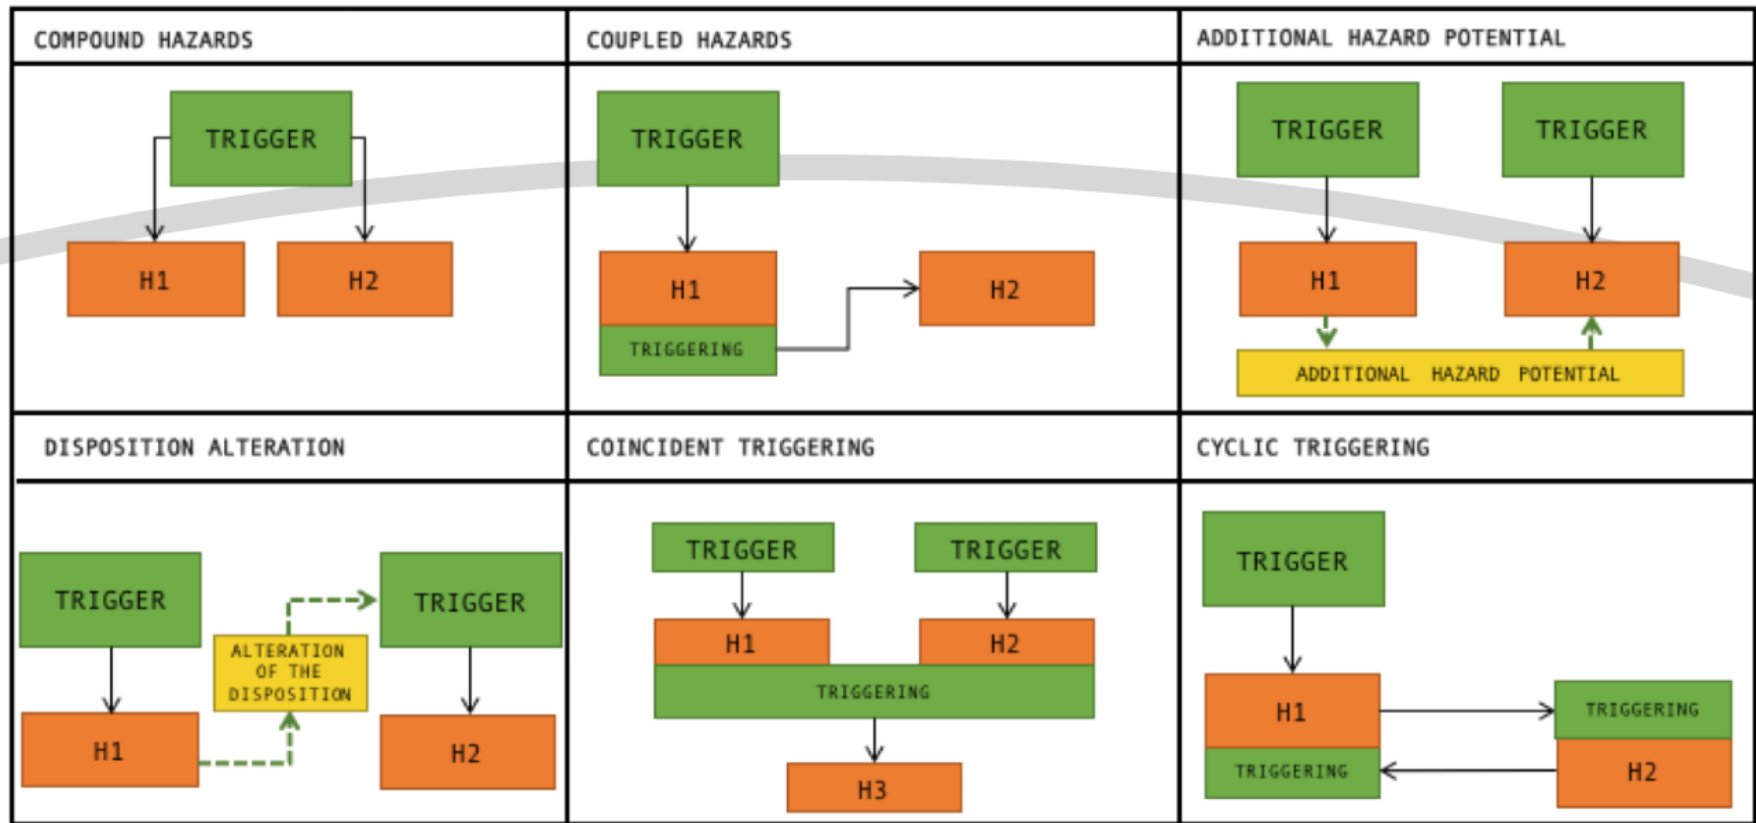 COMPOUND HAZARDS
TRIGGER
H1
H2
COUPLED HAZARDS
TRIGGER
H1
H2
TRIGGERING
ADDITIONAL HAZARD POTENTIAL
TRIGGER
TRIGGER
H1
H2
ADDITIONAL HAZARD POTENTIAL
DISPOSITION ALTERATION
TRIGGER
TRIGGER
ALTERATION
OF THE
DISPOSITION
H1
H2
COINCIDENT TRIGGERING
TRIGGER
TRIGGER
H1
H2
TRIGGERING
H3
CYCLIC TRIGGERING
TRIGGER
H1
TRIGGERING
TRIGGERING
H2